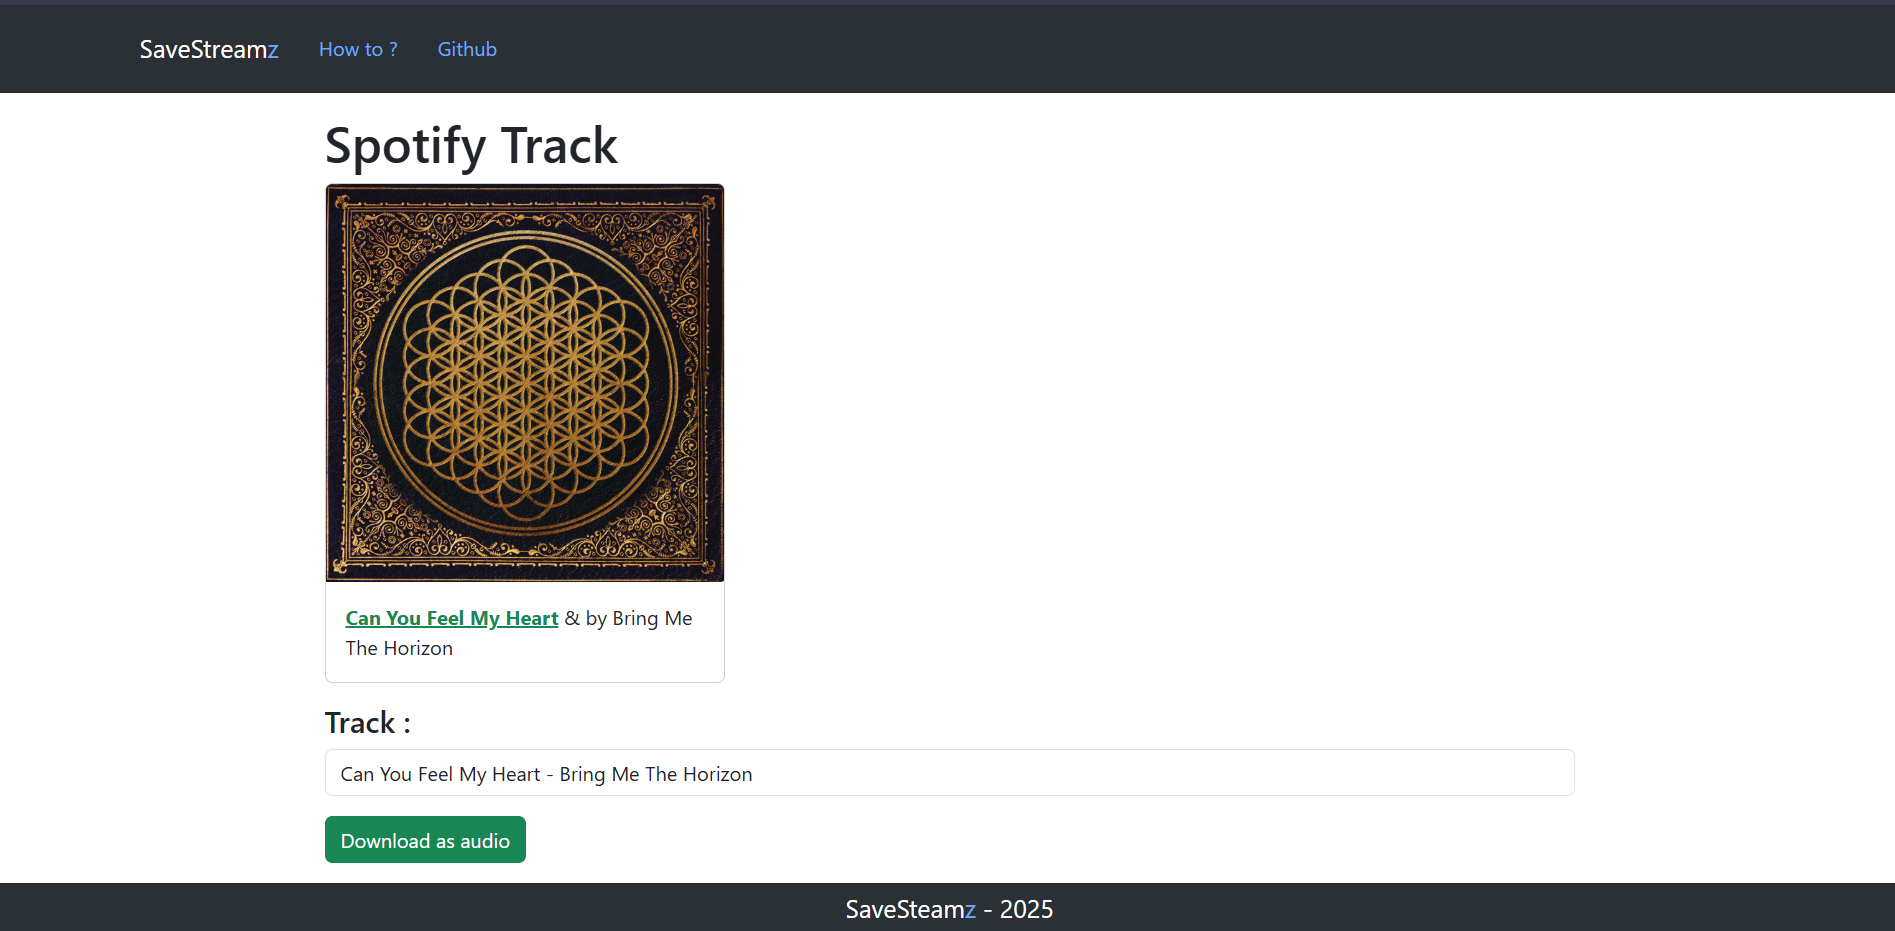 SaveStreamz How to ? Github
Spotify Track
Can You Feel My Heart & by Bring Me
The Horizon
Track :
Can You Feel My Heart - Bring Me The Horizon
Download as audio
SaveSteamz - 2025